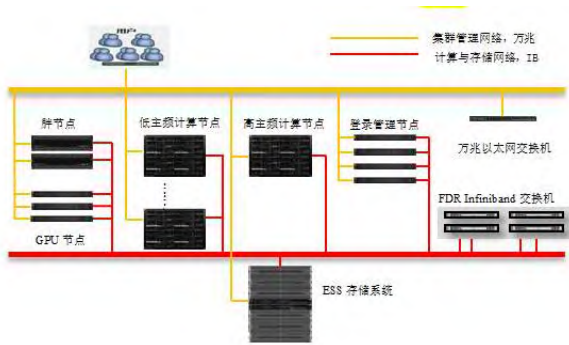 用户
集群管理网络，万兆
计算与存储网络，IB
胖节点
低主频计算节点
高主频计算节点
登录管理节点
万兆以太网交换机
FDR Infiniband 交换机
GPU 节点
ESS 存储系统